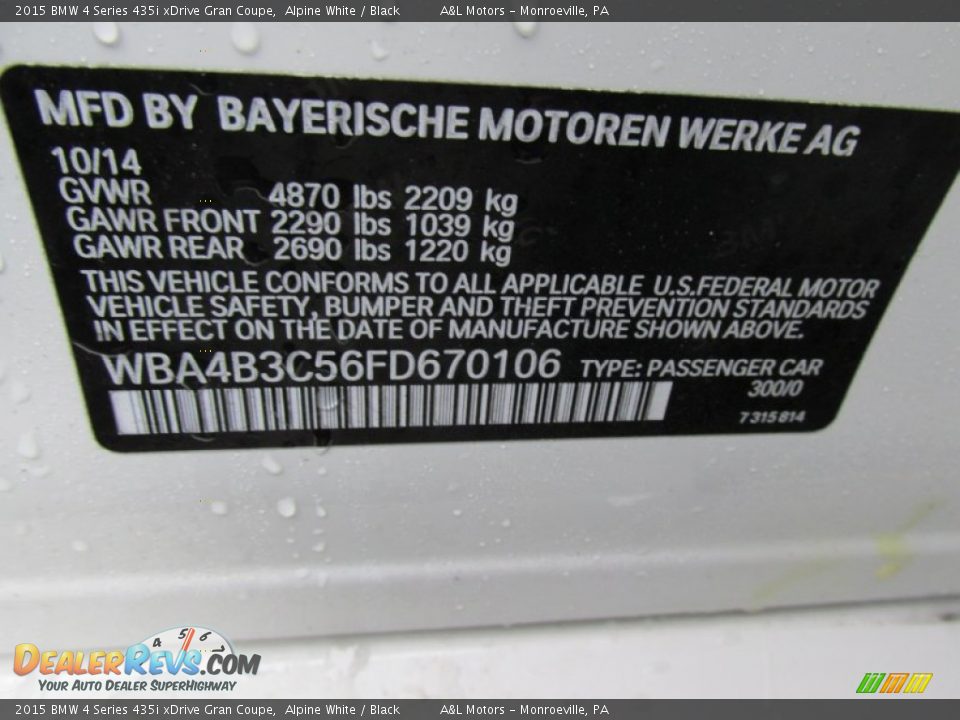 2015 BMW 4 Series 435i xDrive Gran Coupe,  Alpine White / Black          A&L Motors - Monroeville, PA
MFD BY BAYERISCHE MOTOREN WERKE AG
10/14
GVWR 4870 lbs 2209 kg
GAWR FRONT 2290 lbs 1039 kg
GAWR REAR 2690 lbs 1220 kg
THIS VEHICLE CONFORMS TO ALL APPLICABLE U.S.FEDERAL MOTOR
VEHICLE SAFETY, BUMPER AND THEFT PREVENTION STANDARDS
IN EFFECT ON THE DATE OF MANUFACTURE SHOWN ABOVE.
WBA4B3C56FD670106 TYPE: PASSENGER CAR
300/0
7315814
4 5 6
DEALERREVS.COM
YOUR AUTO DEALER SUPERHIGHWAY
2015 BMW 4 Series 435i xDrive Gran Coupe,  Alpine White / Black          A&L Motors - Monroeville, PA